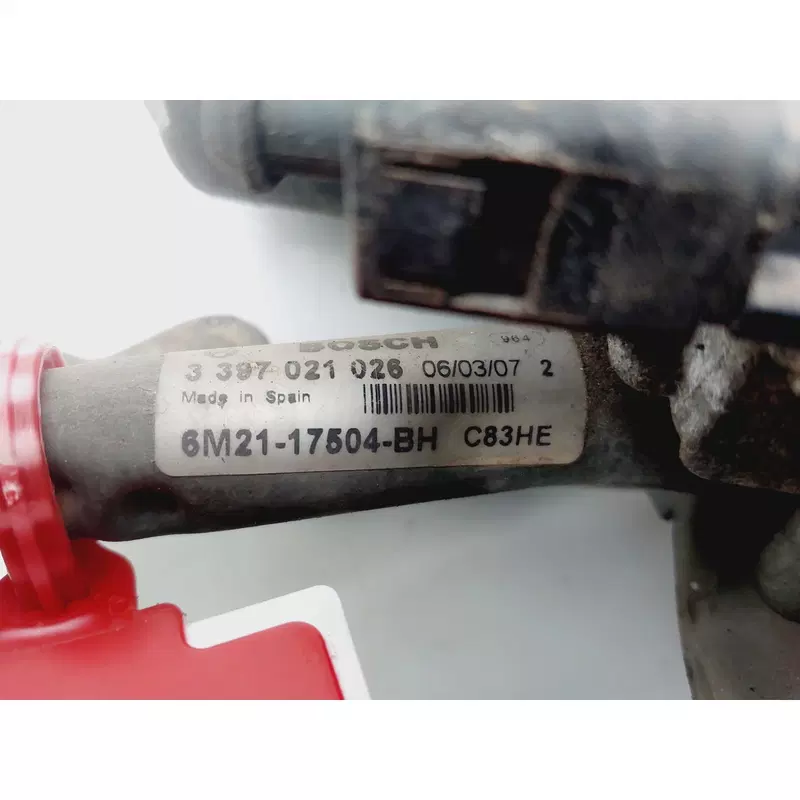 BOSCH 964
3 397 021 026 06/03/07 2
Made in Spain
6M21-17504-BH C83HE